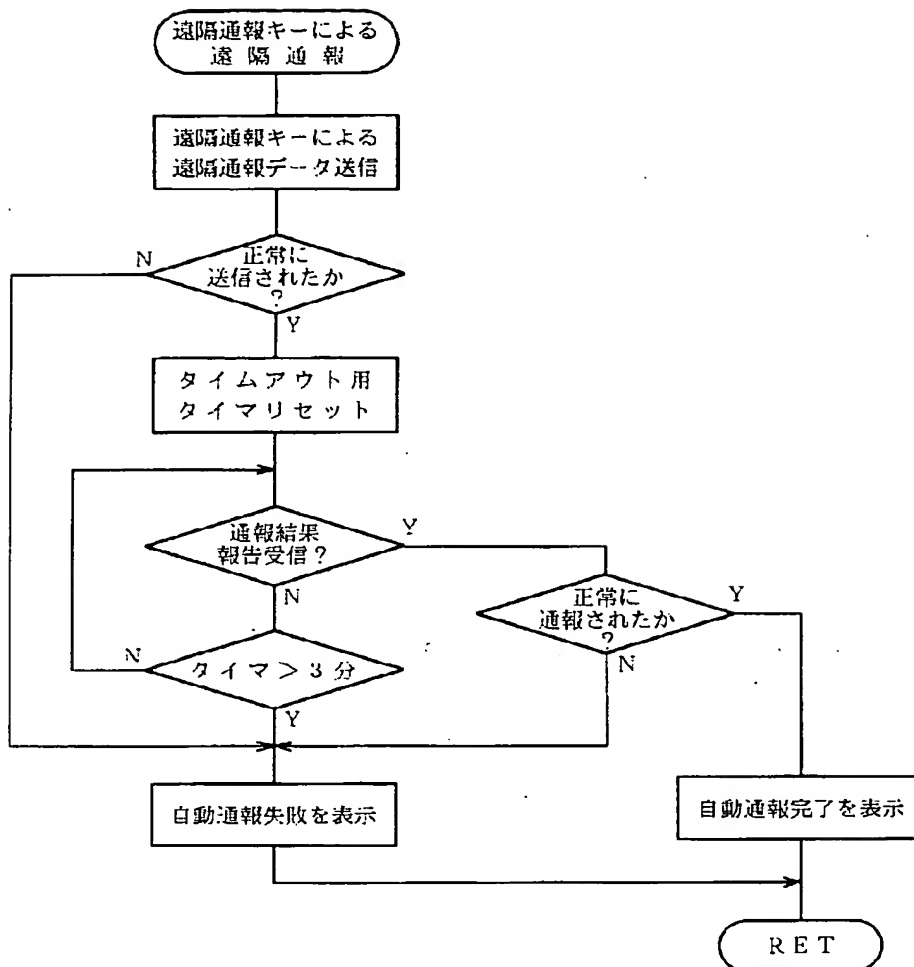 遠隔通報キーによる
遠隔通報
遠隔通報キーによる
遠隔通報データ送信
正常に
送信されたか
?
N
Y
タイムアウト用
タイマリセット
通報結果
報告受信?
Y
N
正常に
通報されたか
?
Y
N
タイマ>3分
N
Y
自動通報失敗を表示
自動通報完了を表示
RET